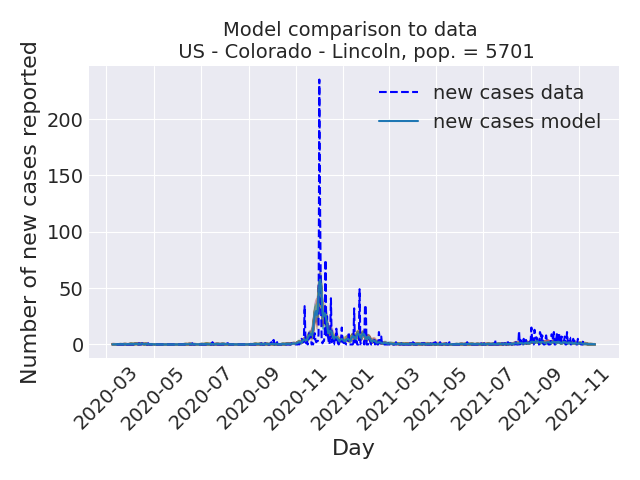 Model comparison to data
US - Colorado - Lincoln, pop. = 5701
new cases data
new cases model
Number of new cases reported
200
150
100
50
0
2020-03
2020-05
2020-07
2020-09
2020-11
2021-01
2021-03
2021-05
2021-07
2021-09
2021-11
Day